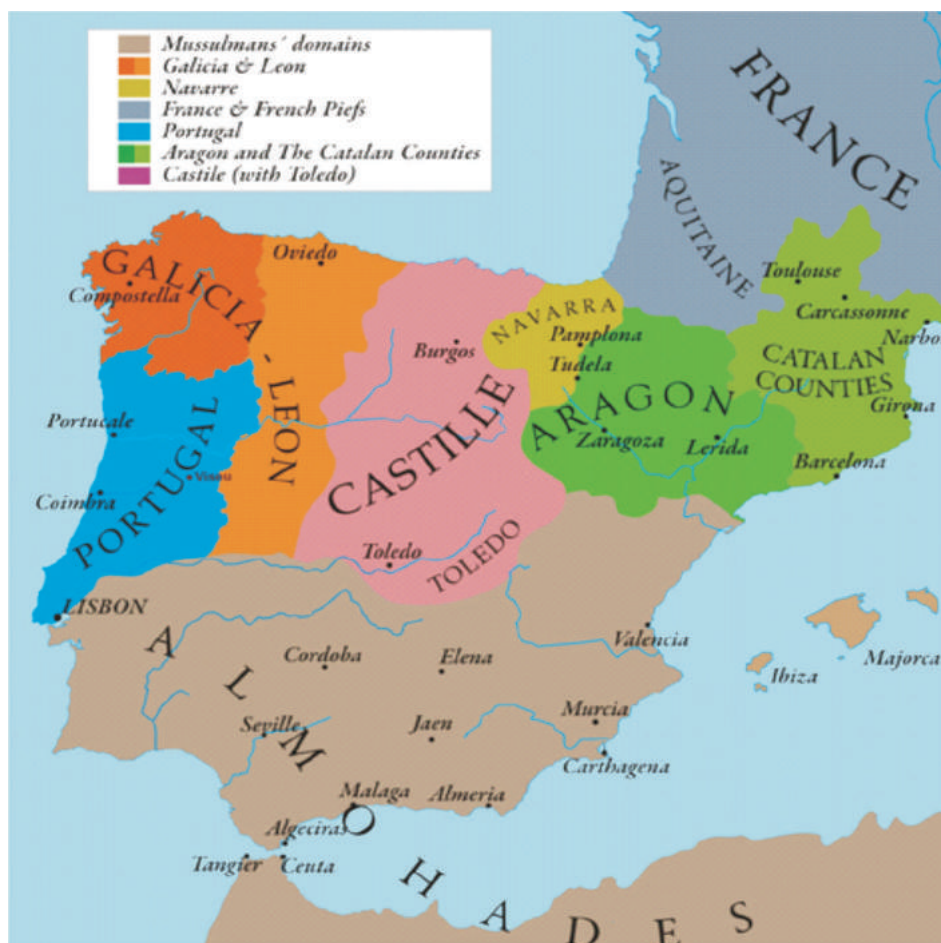 Mussulmans´ domains
Galicia & Leon
Navarre
France & French Piefs
Portugal
Aragon and The Catalan Counties
Castile (with Toledo)
FRANCE
AQUITAINE
GALICIA - LEON
Oviedo
Compostella
Toulouse
Carcassonne
Narbo
NAVARRA
Pamplona
Burgos
Tudela
CATALAN
COUNTIES
CASTILLE
ARAGON
Girona
Portucale
Zaragoza
Lerida
Barcelona
PORTUGAL
Viseu
Coimbra
Toledo
TOLEDO
LISBON
ALMOHADES
Valencia
Cordoba
Elena
Ibiza
Majorca
Seville
Jaen
Murcia
Carthagena
Malaga
Almeria
Algeciras
Tangier
Ceuta